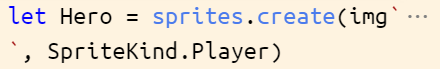 let Hero = sprites.create(img`···
`, SpriteKind.Player)